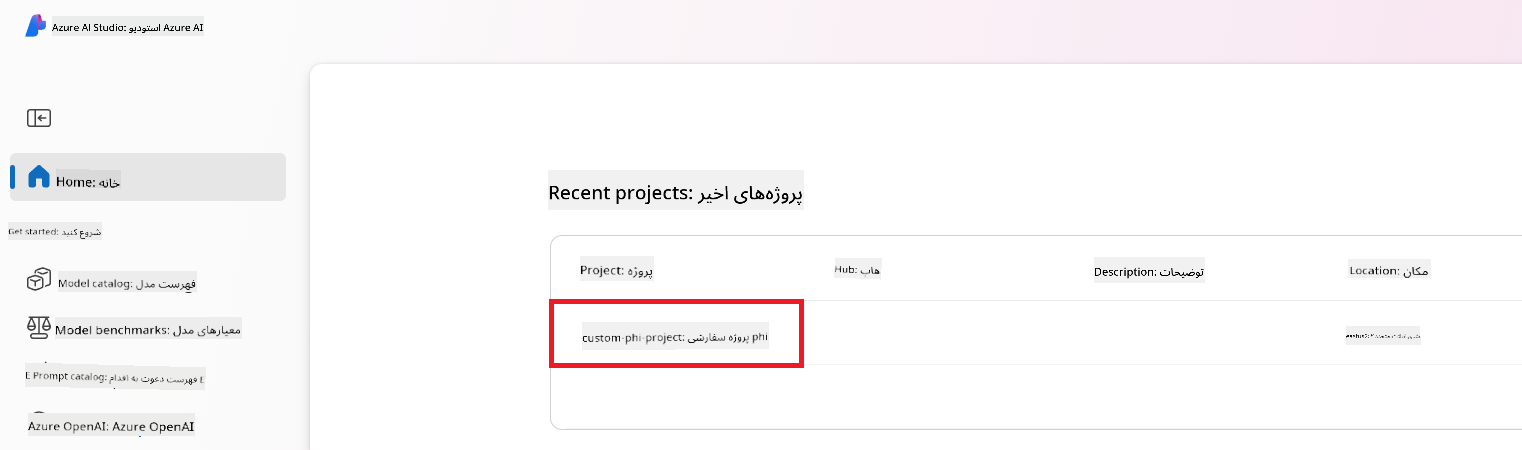 Azure AI Studio: استودیو Azure AI
Home: خانه
Get started: شروع کنید
Model catalog: فهرست مدل
Model benchmarks: معیارهای مدل
E Prompt catalog: فهرست دعوت به اقدام E
Azure OpenAI: Azure OpenAI
Recent projects: پروژه‌های اخیر
Project: پروژه
Hub: هاب
Description: توضیحات
Location: مکان
custom-phi-project: پروژه سفارشی phi
eastus2: